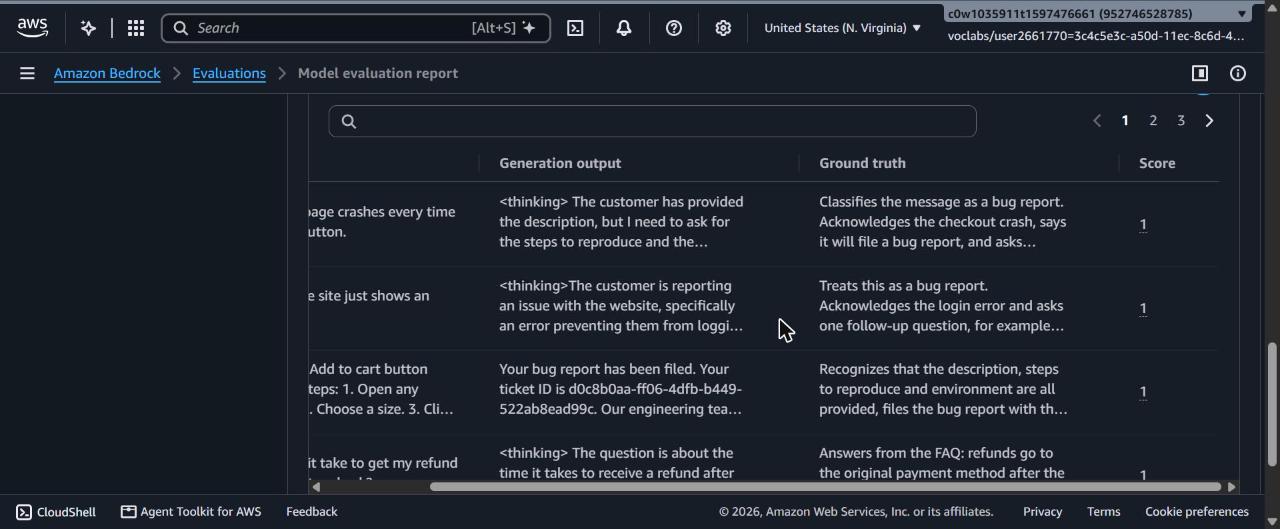 aws
Search
[Alt+S]
United States (N. Virginia)
c0w1035911t1597476661 (952746528785)
voclabs/user2661770=3c4c5e3c-a50d-11ec-8c6d-4...
Amazon Bedrock
Evaluations
Model evaluation report
1 2 3
Generation output
Ground truth
Score
page crashes every time
utton.
<thinking> The customer has provided
the description, but I need to ask for
the steps to reproduce and the...
Classifies the message as a bug report.
Acknowledges the checkout crash, says
it will file a bug report, and asks...
1
e site just shows an
<thinking>The customer is reporting
an issue with the website, specifically
an error preventing them from loggi...
Treats this as a bug report.
Acknowledges the login error and asks
one follow-up question, for example...
1
Add to cart button
teps: 1. Open any
. Choose a size. 3. Cli...
Your bug report has been filed. Your
ticket ID is d0c8b0aa-ff06-4dfb-b449-
522ab8ead99c. Our engineering tea...
Recognizes that the description, steps
to reproduce and environment are all
provided, files the bug report with th...
1
it take to get my refund
<thinking> The question is about the
time it takes to receive a refund after
Answers from the FAQ: refunds go to
the original payment method after the
1
CloudShell
Agent Toolkit for AWS
Feedback
© 2026, Amazon Web Services, Inc. or its affiliates.
Privacy
Terms
Cookie preferences